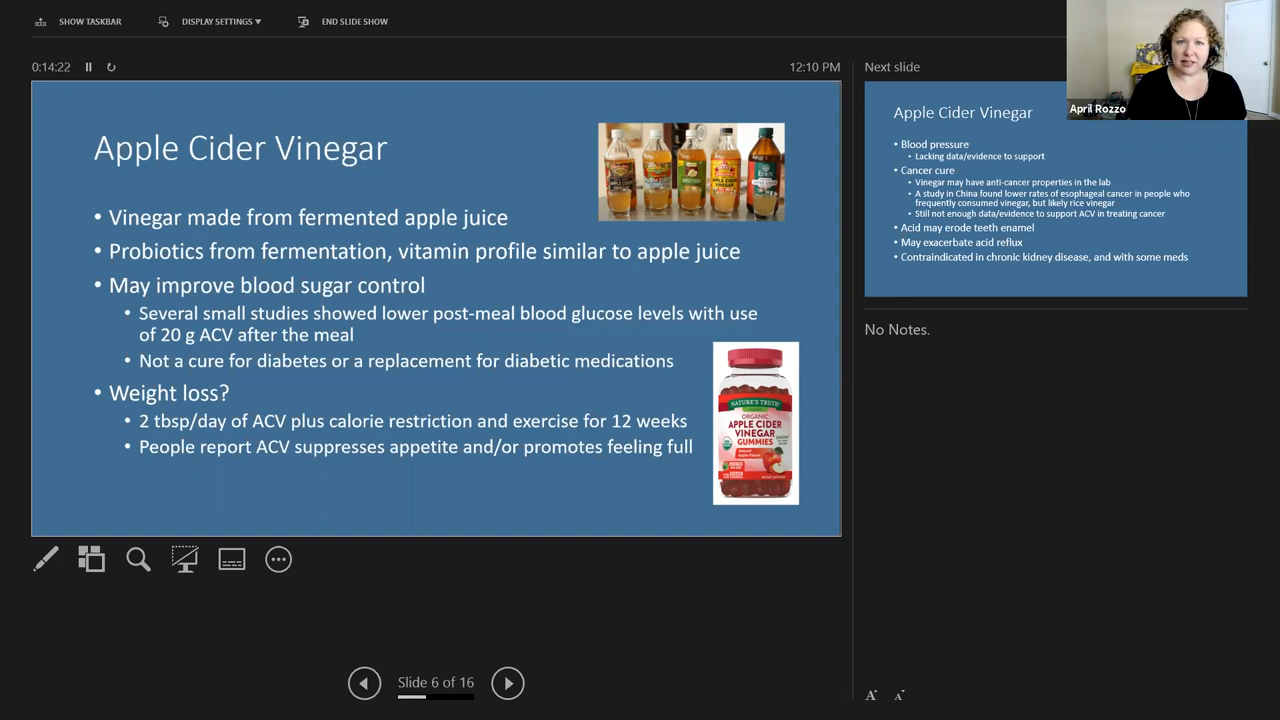 SHOW TASKBAR
DISPLAY SETTINGS ▼
END SLIDE SHOW
0:14:22
12:10 PM
Apple Cider Vinegar
• Vinegar made from fermented apple juice
• Probiotics from fermentation, vitamin profile similar to apple juice
• May improve blood sugar control
• Several small studies showed lower post-meal blood glucose levels with use
of 20 g ACV after the meal
• Not a cure for diabetes or a replacement for diabetic medications
• Weight loss?
• 2 tbsp/day of ACV plus calorie restriction and exercise for 12 weeks
• People report ACV suppresses appetite and/or promotes feeling full
EDEN
NATURE'S TRUTH
ORGANIC
APPLE CIDER
VINEGAR
GUMMIES
Natural
Apple Flavor
Slide 6 of 16
Next slide
April Rozzo
Apple Cider Vinegar
• Blood pressure
• Lacking data/evidence to support
• Cancer cure
• Vinegar may have anti-cancer properties in the lab
• A study in China found lower rates of esophageal cancer in people who
frequently consumed vinegar, but likely rice vinegar
• Still not enough data/evidence to support ACV in treating cancer
• Acid may erode teeth enamel
• May exacerbate acid reflux
• Contraindicated in chronic kidney disease, and with some meds
No Notes.
A
A